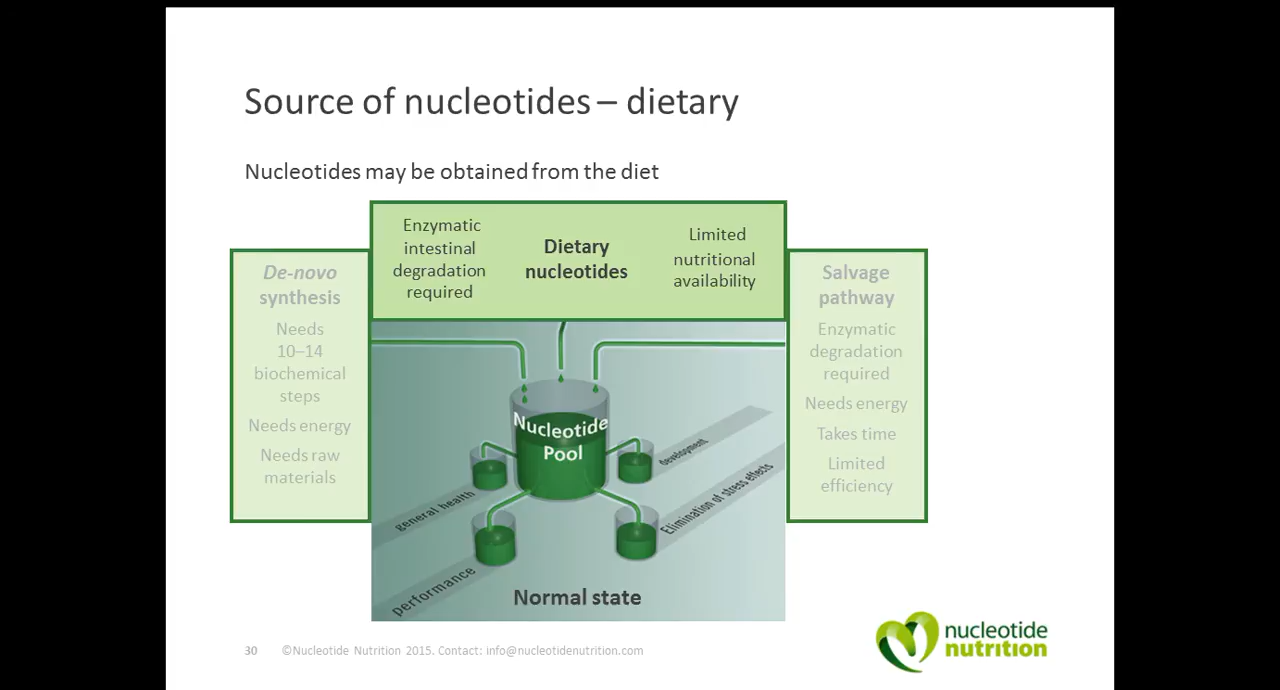 Source of nucleotides – dietary
Nucleotides may be obtained from the diet
De-novo
synthesis
Needs
10–14
biochemical
steps
Needs energy
Needs raw
materials
Enzymatic
intestinal
degradation
required
Dietary
nucleotides
Limited
nutritional
availability
Salvage
pathway
Enzymatic
degradation
required
Needs energy
Takes time
Limited
efficiency
Nucleotide
Pool
general health
development
performance
Elimination of stress effects
Normal state
30 ©Nucleotide Nutrition 2015. Contact: info@nucleotidenutrition.com
nucleotide
nutrition